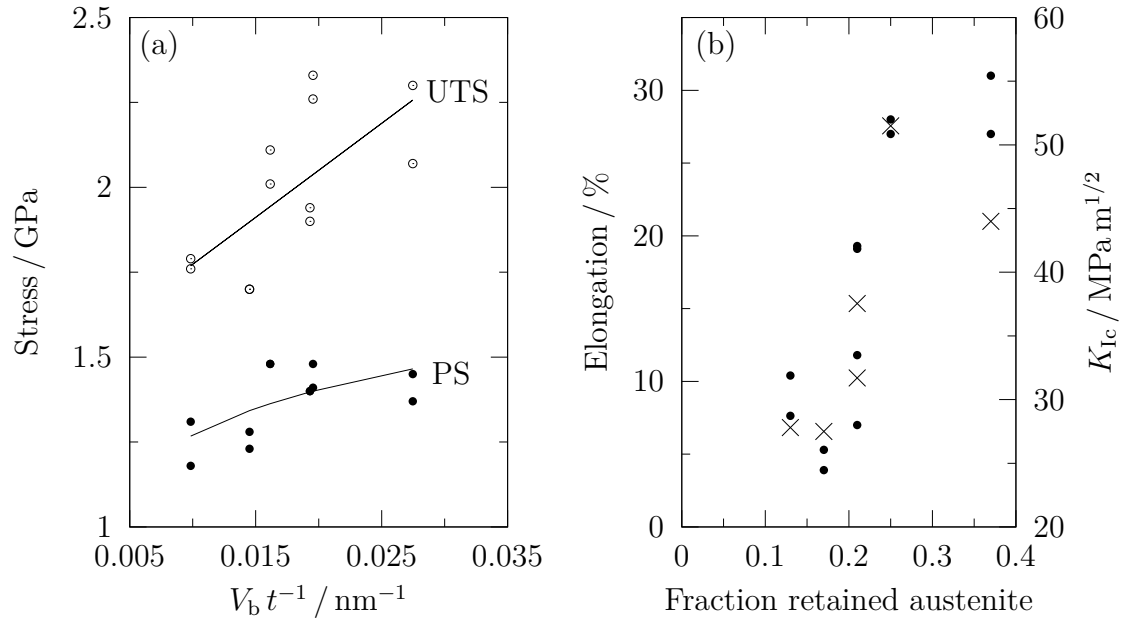 (a)
2.5
2
1.5
1
Stress / GPa
UTS
PS
0.005
0.015
0.025
0.035
V_b t⁻¹ / nm⁻¹
(b)
30
20
10
0
Elongation / %
60
50
40
30
20
K_Ic / MPa m^1/2
0
0.1
0.2
0.3
0.4
Fraction retained austenite